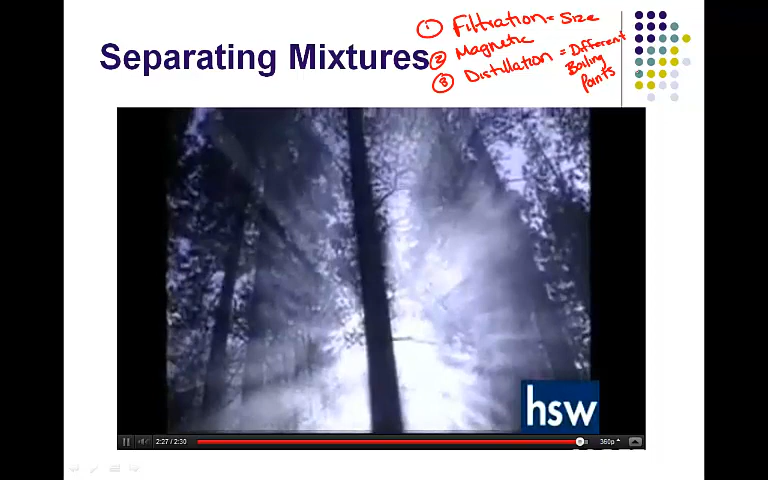 Separating Mixtures
① Filtration = Size
② Magnetic
③ Distillation = Different
Boiling
Points
hsw
2:27 / 2:30
360p